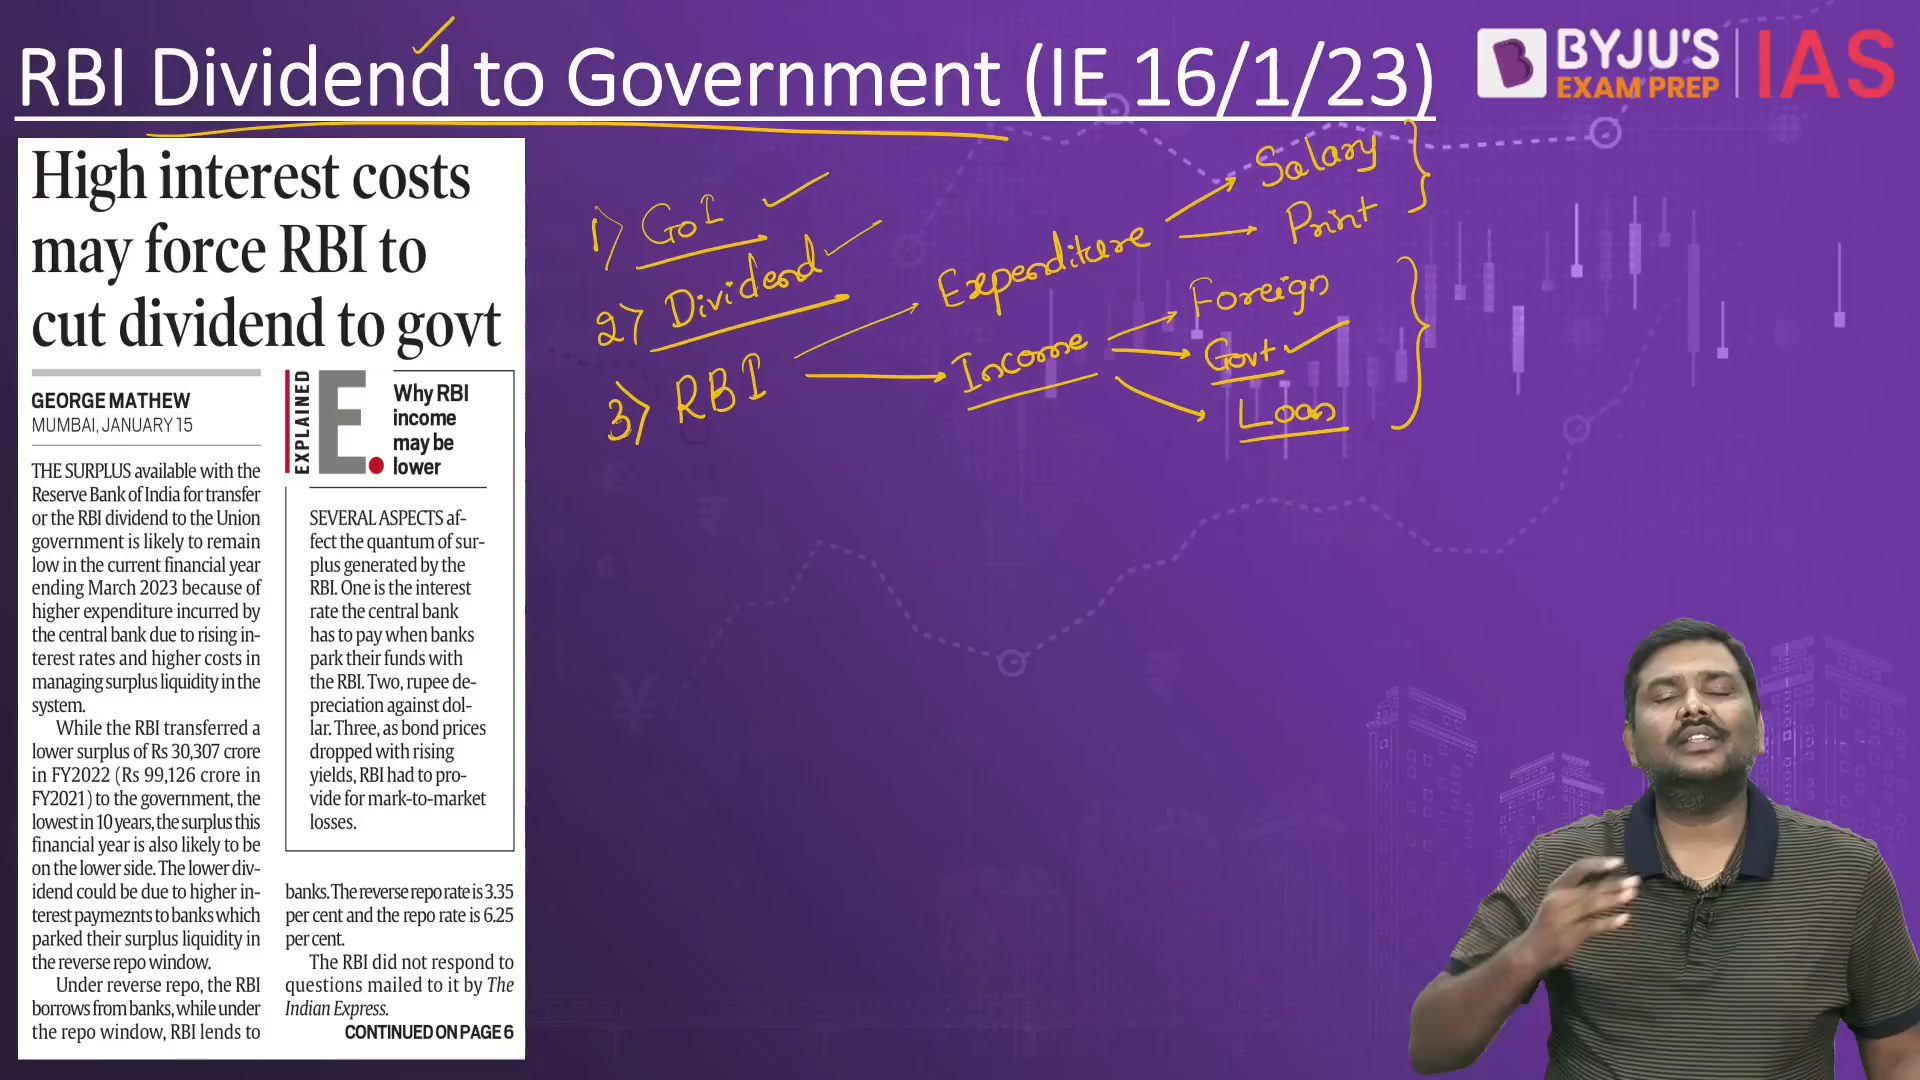 RBI Dividend to Government (IE 16/1/23)
BYJU'S
EXAM PREP
IAS
High interest costs
may force RBI to
cut dividend to govt
GEORGE MATHEW
MUMBAI, JANUARY 15
THE SURPLUS available with the
Reserve Bank of India for transfer
or the RBI dividend to the Union
government is likely to remain
low in the current financial year
ending March 2023 because of
higher expenditure incurred by
the central bank due to rising in-
terest rates and higher costs in
managing surplus liquidity in the
system.
While the RBI transferred a
lower surplus of Rs 30,307 crore
in FY2022 (Rs 99,126 crore in
FY2021) to the government, the
lowest in 10 years, the surplus this
financial year is also likely to be
on the lower side. The lower div-
idend could be due to higher in-
terest paymeznts to banks which
parked their surplus liquidity in
the reverse repo window.
Under reverse repo, the RBI
borrows from banks, while under
the repo window, RBI lends to
EXPLAINED
E.
Why RBI
income
may be
lower
SEVERAL ASPECTS af-
fect the quantum of sur-
plus generated by the
RBI. One is the interest
rate the central bank
has to pay when banks
park their funds with
the RBI. Two, rupee de-
preciation against dol-
lar. Three, as bond prices
dropped with rising
yields, RBI had to pro-
vide for mark-to-market
losses.
banks. The reverse repo rate is 3.35
per cent and the repo rate is 6.25
per cent.
The RBI did not respond to
questions mailed to it by The
Indian Express.
CONTINUED ON PAGE 6
1) GoI
2) Dividend
3) RBI
Expenditure
Salary
Print
Income
Foreign
Govt
Loan